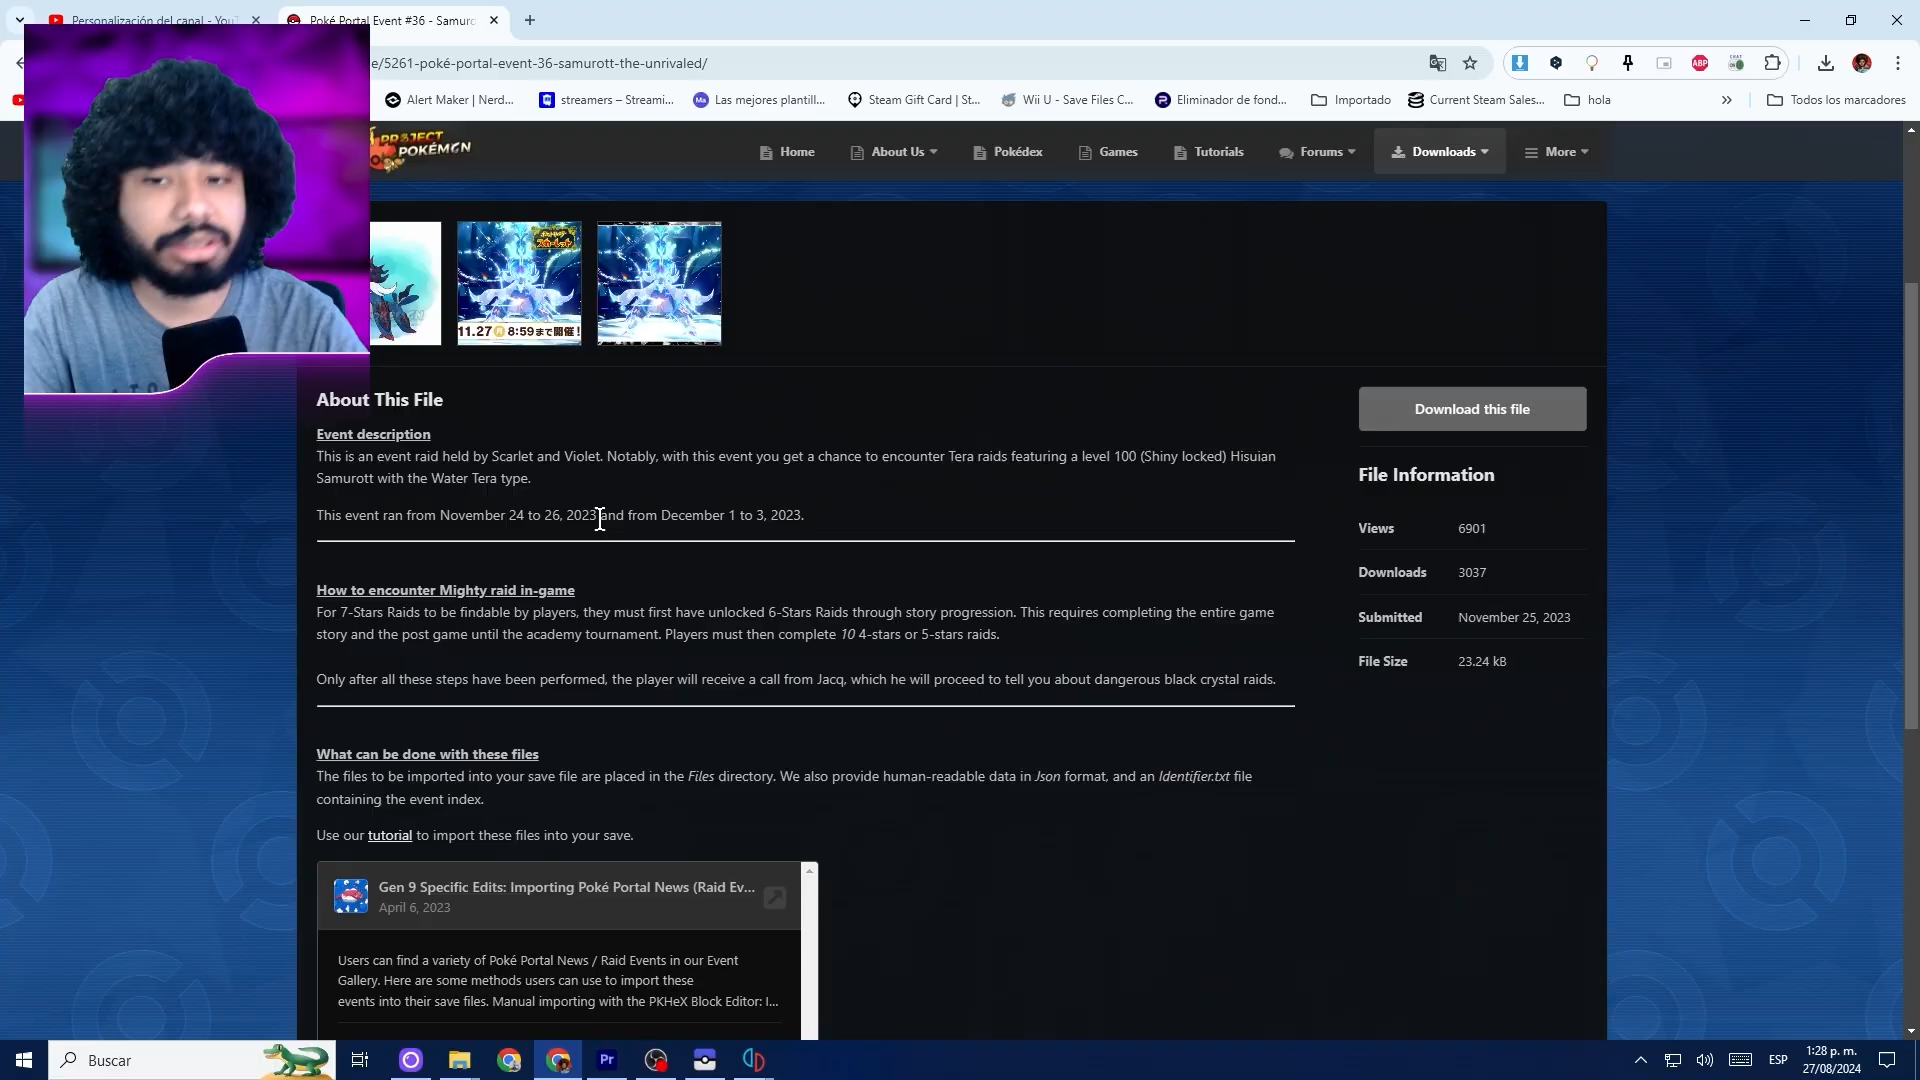 Personalización del canal - You
Poké Portal Event #36 - Samuro
e/5261-poké-portal-event-36-samurott-the-unrivaled/
ABP
Alert Maker | Nerd...
streamers – Streami...
Ma
Las mejores plantill...
Steam Gift Card | St...
Wii U - Save Files C...
Eliminador de fond...
Importado
Current Steam Sales...
hola
»
Todos los marcadores
PROJECT
POKÉMON
Home
About Us
Pokédex
Games
Tutorials
Forums
Downloads
More
11.27 月 8:59まで開催!
About This File
Download this file
Event description
This is an event raid held by Scarlet and Violet. Notably, with this event you get a chance to encounter Tera raids featuring a level 100 (Shiny locked) Hisuian
Samurott with the Water Tera type.
This event ran from November 24 to 26, 2023 and from December 1 to 3, 2023.
File Information
Views 6901
Downloads 3037
Submitted November 25, 2023
File Size 23.24 kB
How to encounter Mighty raid in-game
For 7-Stars Raids to be findable by players, they must first have unlocked 6-Stars Raids through story progression. This requires completing the entire game
story and the post game until the academy tournament. Players must then complete 10 4-stars or 5-stars raids.
Only after all these steps have been performed, the player will receive a call from Jacq, which he will proceed to tell you about dangerous black crystal raids.
What can be done with these files
The files to be imported into your save file are placed in the Files directory. We also provide human-readable data in Json format, and an Identifier.txt file
containing the event index.
Use our tutorial to import these files into your save.
Gen 9 Specific Edits: Importing Poké Portal News (Raid Ev...
April 6, 2023
Users can find a variety of Poké Portal News / Raid Events in our Event
Gallery. Here are some methods users can use to import these
events into their save files. Manual importing with the PKHeX Block Editor: I...
Buscar
Pr
ESP
1:28 p. m.
27/08/2024